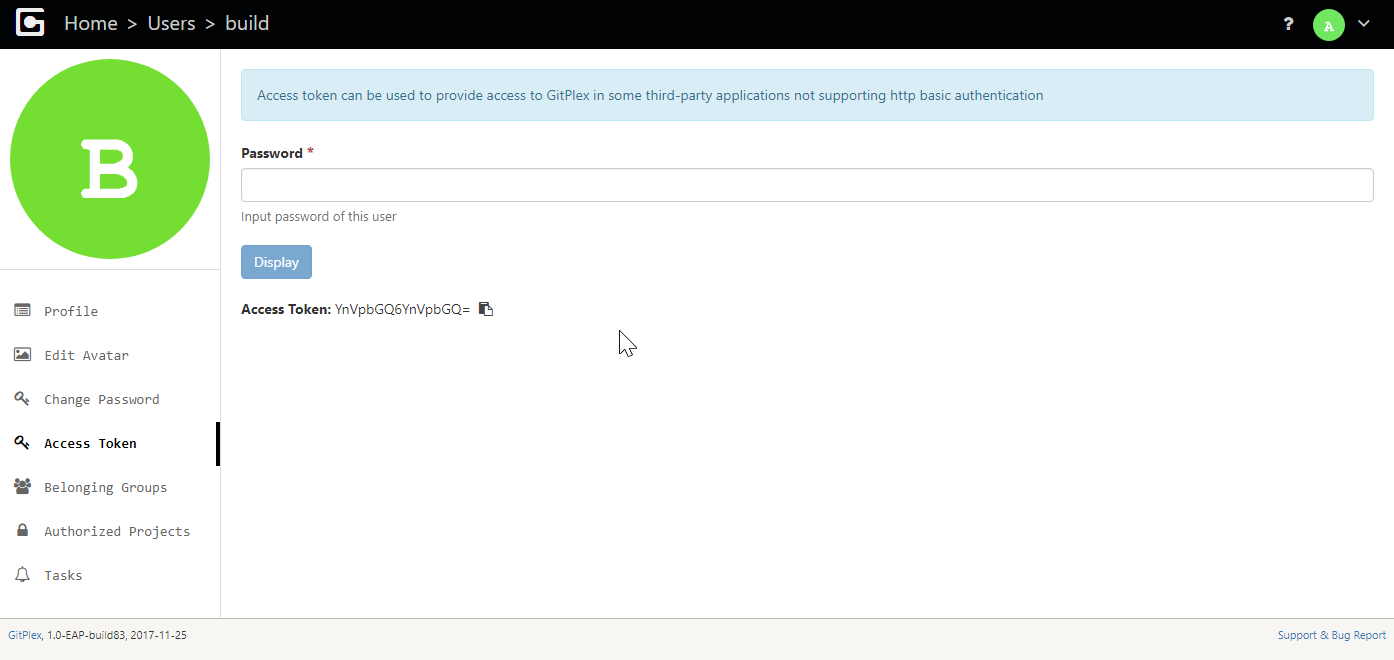 Home > Users > build
?
A
B
Profile
Edit Avatar
Change Password
Access Token
Belonging Groups
Authorized Projects
Tasks
Access token can be used to provide access to GitPlex in some third-party applications not supporting http basic authentication
Password *
Input password of this user
Display
Access Token: YnVpbGQ6YnVpbGQ=
GitPlex, 1.0-EAP-build83, 2017-11-25
Support & Bug Report